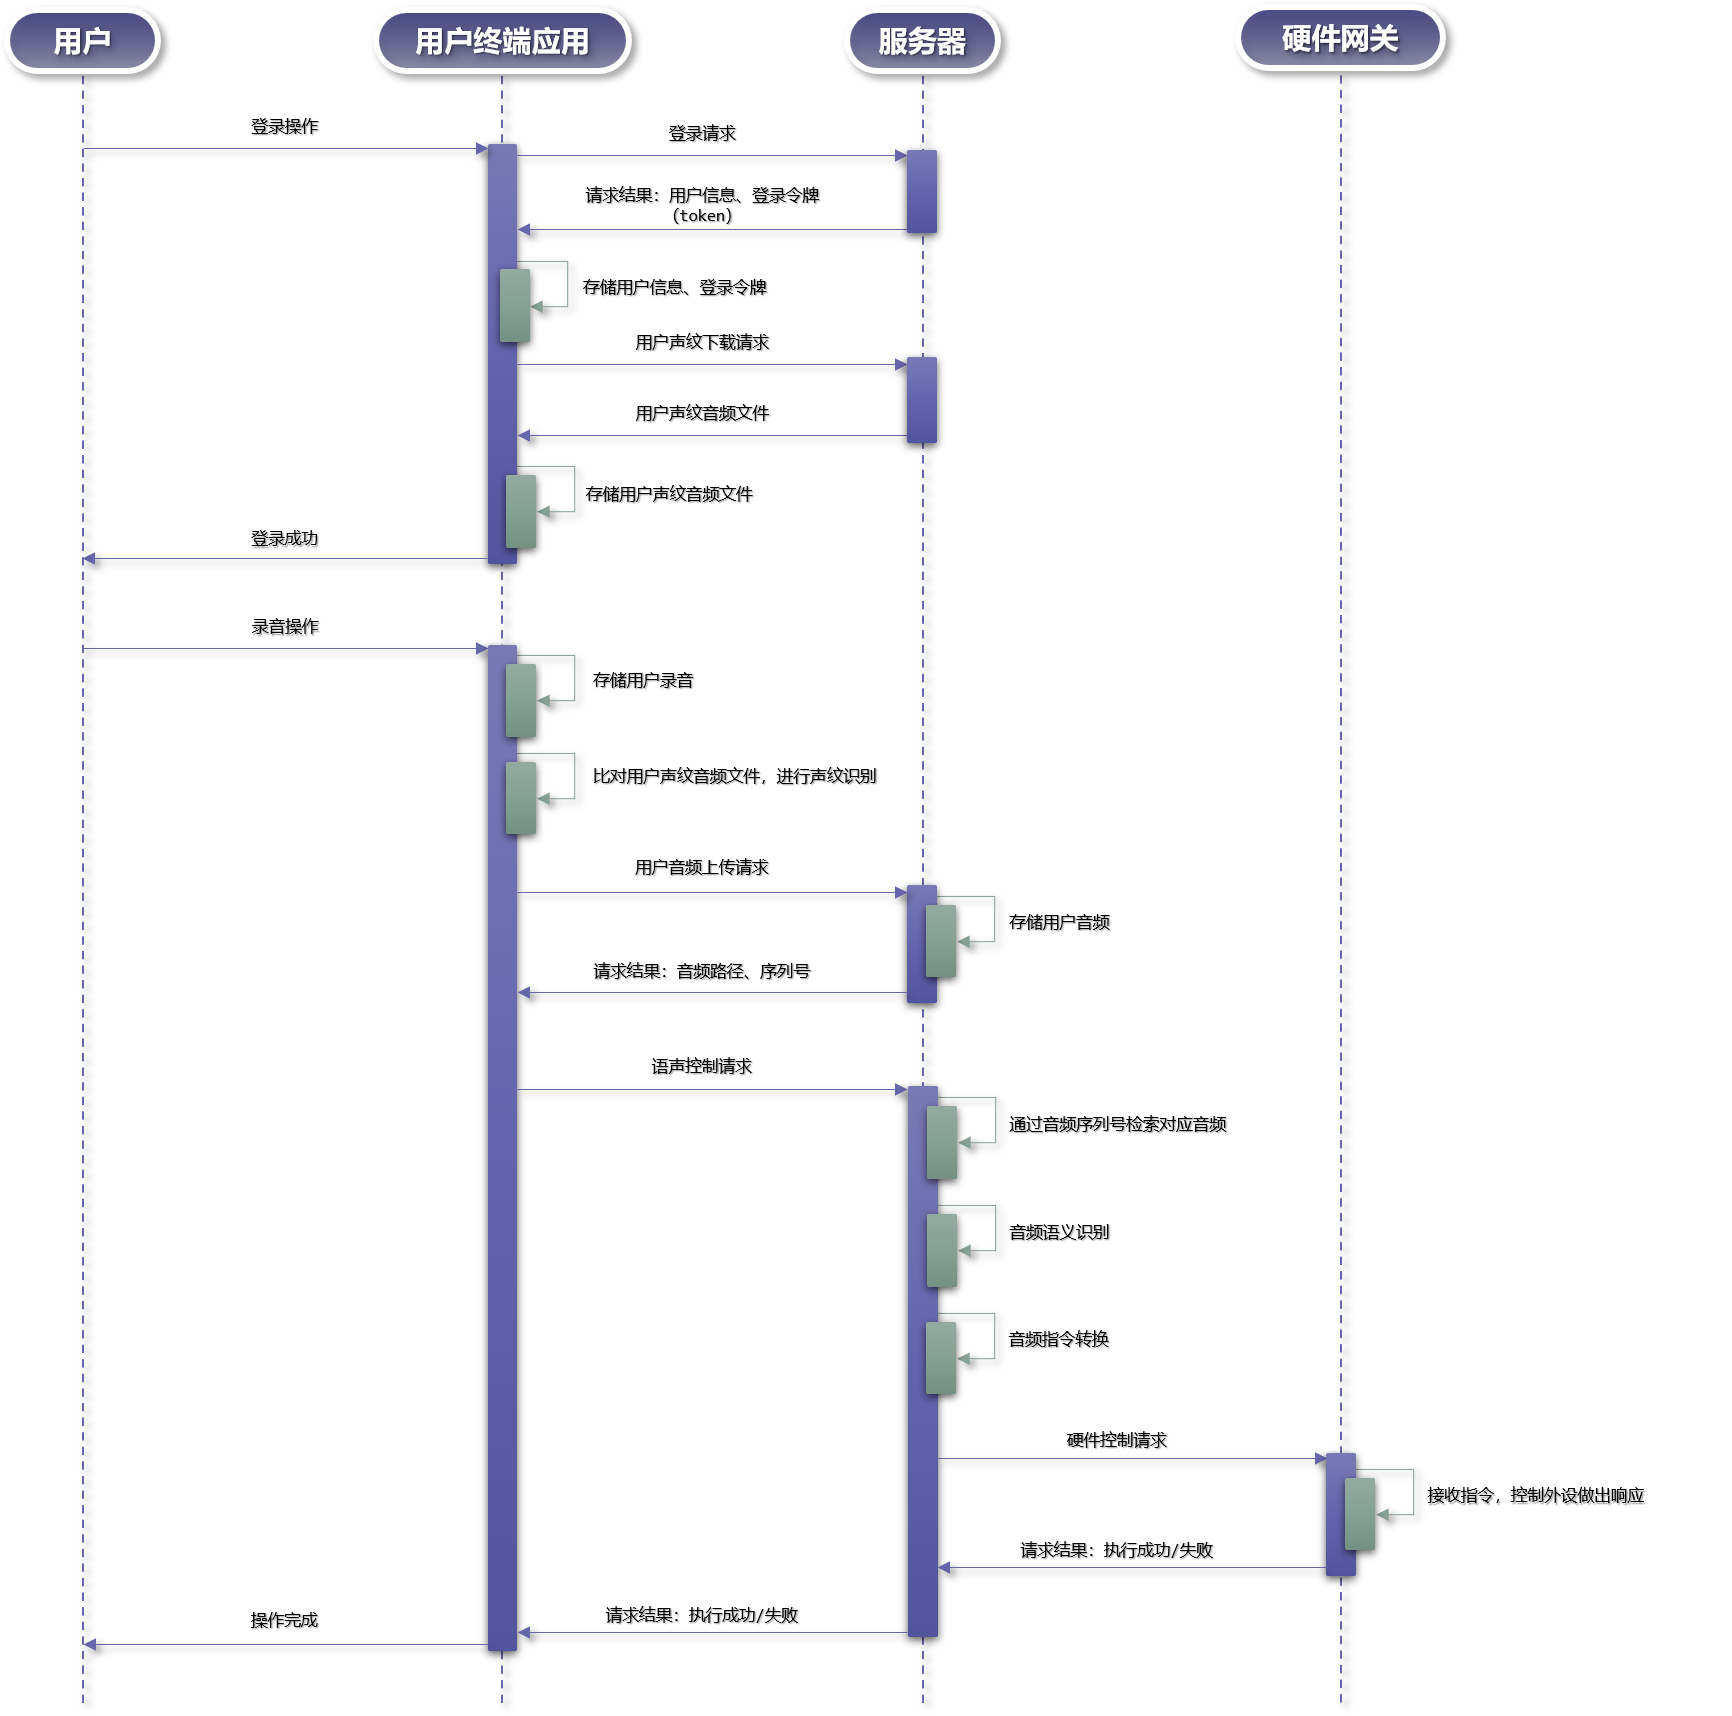 用户
用户终端应用
服务器
硬件网关
登录操作
登录请求
请求结果：用户信息、登录令牌
（token）
存储用户信息、登录令牌
用户声纹下载请求
用户声纹音频文件
存储用户声纹音频文件
登录成功
录音操作
存储用户录音
比对用户声纹音频文件，进行声纹识别
用户音频上传请求
存储用户音频
请求结果：音频路径、序列号
语声控制请求
通过音频序列号检索对应音频
音频语义识别
音频指令转换
硬件控制请求
接收指令，控制外设做出响应
请求结果：执行成功/失败
请求结果：执行成功/失败
操作完成